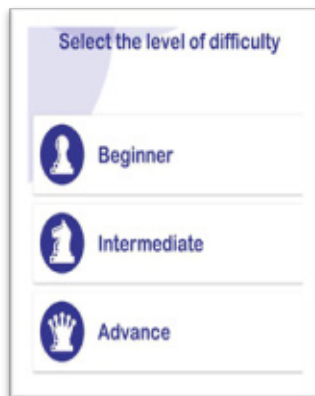 Select the level of difficulty
Beginner
Intermediate
Advance